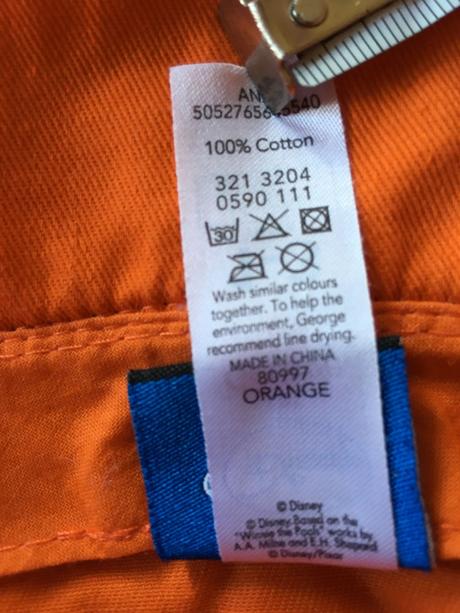 100% Cotton
321 3204
0590 111
30
Wash similar colours
together. To help the
environment, George
recommend line drying.
MADE IN CHINA
80997
ORANGE
© Disney
© Disney. Based on the
"Winnie the Pooh" works by
A.A. Milne and E.H. Shepard.
© Disney/Pixar